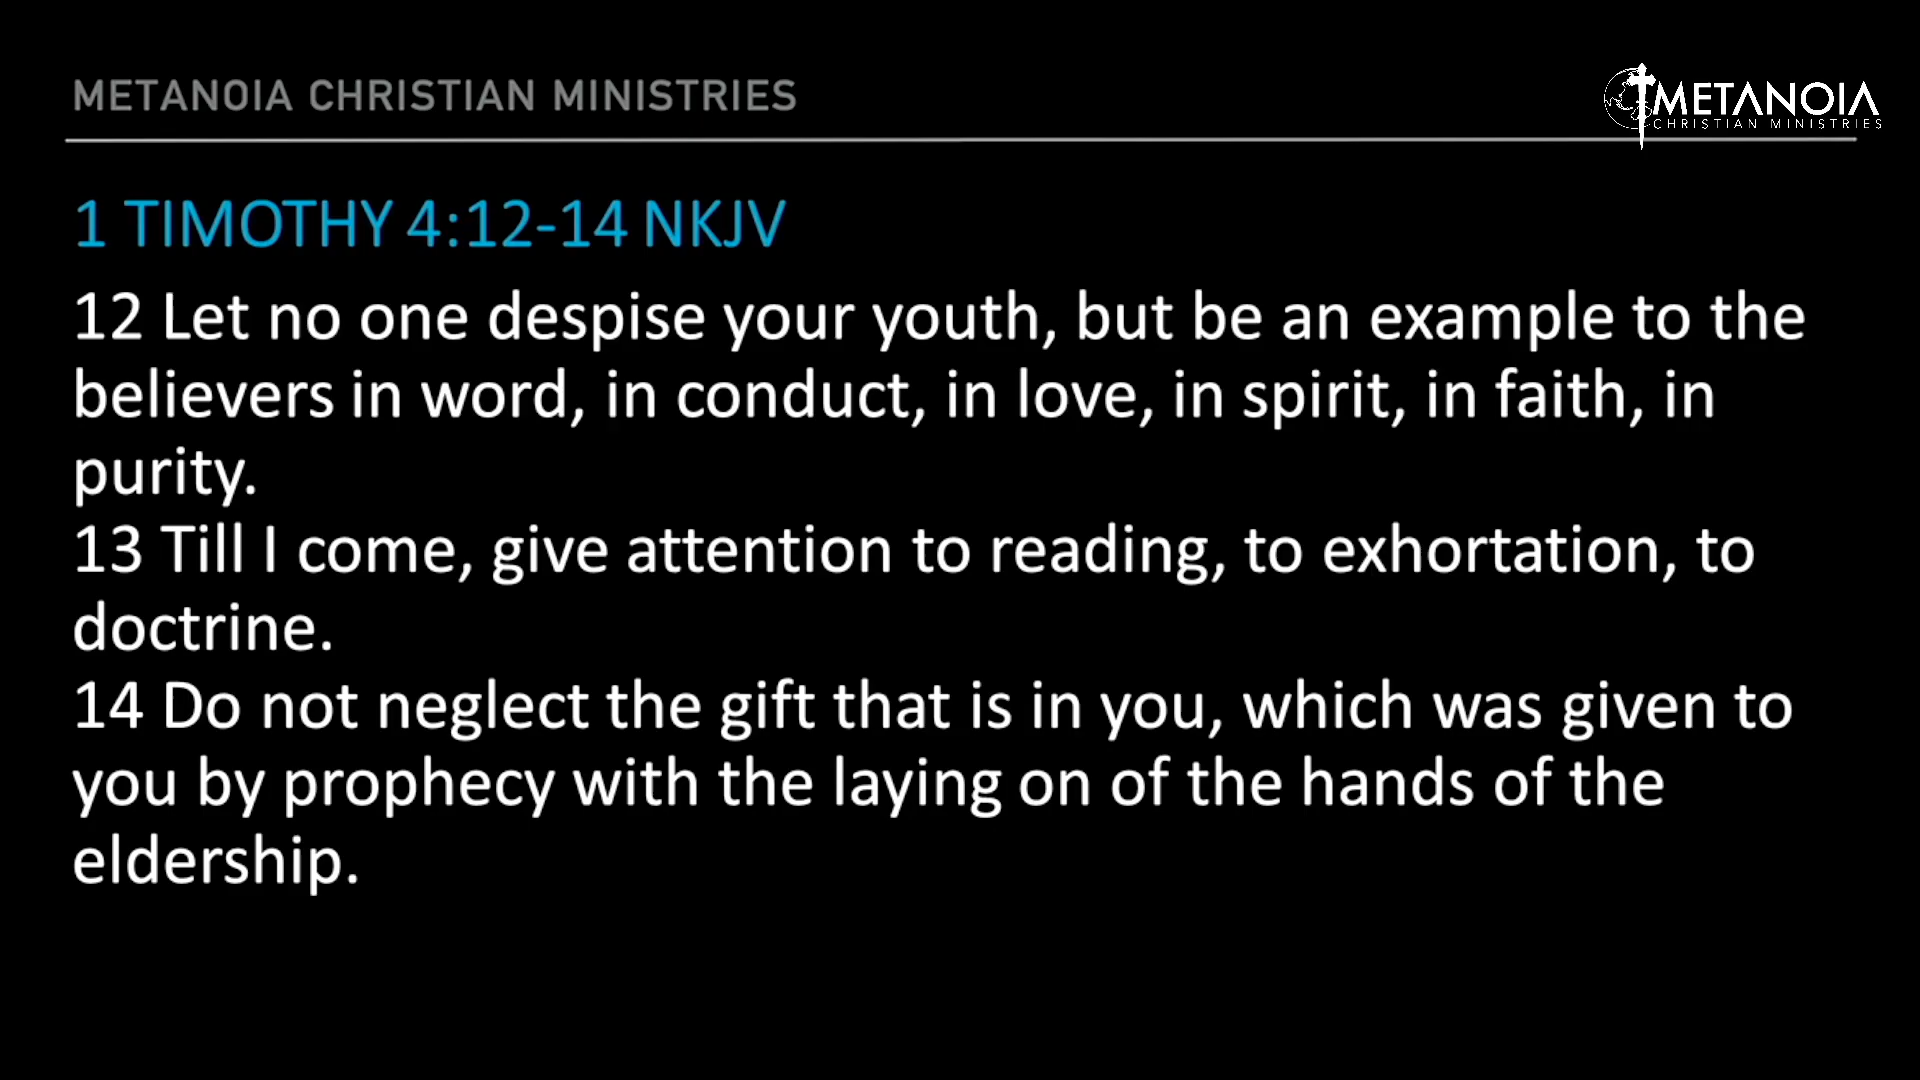 METANOIA CHRISTIAN MINISTRIES
METANOIA
CHRISTIAN MINISTRIES
1 TIMOTHY 4:12-14 NKJV
12 Let no one despise your youth, but be an example to the
believers in word, in conduct, in love, in spirit, in faith, in
purity.
13 Till I come, give attention to reading, to exhortation, to
doctrine.
14 Do not neglect the gift that is in you, which was given to
you by prophecy with the laying on of the hands of the
eldership.